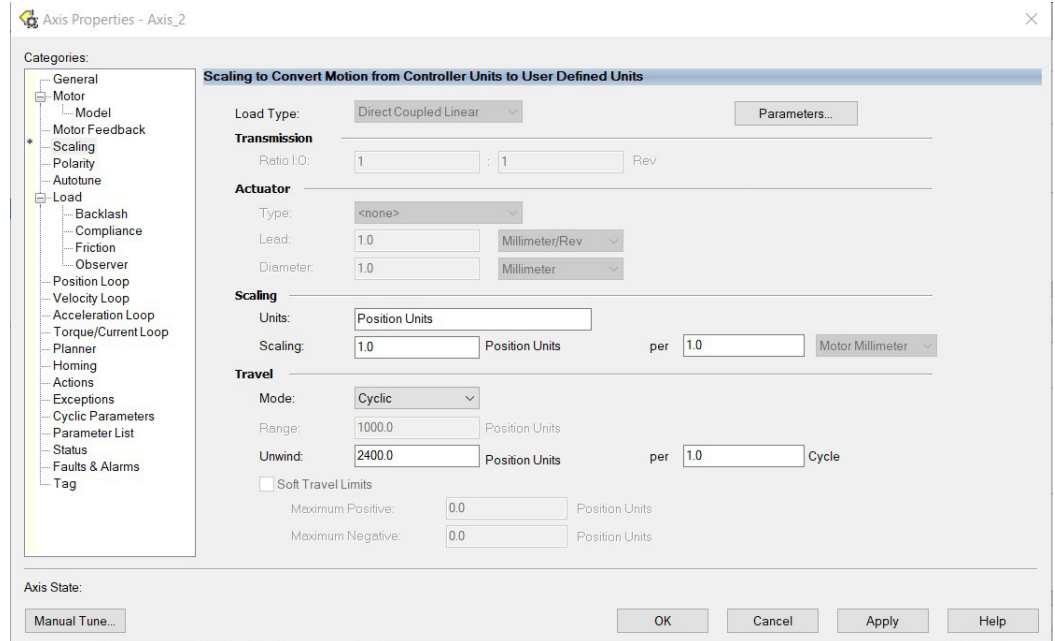 Axis Properties - Axis_2
Categories:
General
Motor
Model
Motor Feedback
Scaling
Polarity
Autotune
Load
Backlash
Compliance
Friction
Observer
Position Loop
Velocity Loop
Acceleration Loop
Torque/Current Loop
Planner
Homing
Actions
Exceptions
Cyclic Parameters
Parameter List
Status
Faults & Alarms
Tag
Scaling to Convert Motion from Controller Units to User Defined Units
Load Type: Direct Coupled Linear Parameters...
Transmission
Ratio I:O: 1 : 1 Rev
Actuator
Type: <none>
Lead: 1.0 Millimeter/Rev
Diameter: 1.0 Millimeter
Scaling
Units: Position Units
Scaling: 1.0 Position Units per 1.0 Motor Millimeter
Travel
Mode: Cyclic
Range: 1000.0 Position Units
Unwind: 2400.0 Position Units per 1.0 Cycle
Soft Travel Limits
Maximum Positive: 0.0 Position Units
Maximum Negative: 0.0 Position Units
Axis State:
Manual Tune... OK Cancel Apply Help